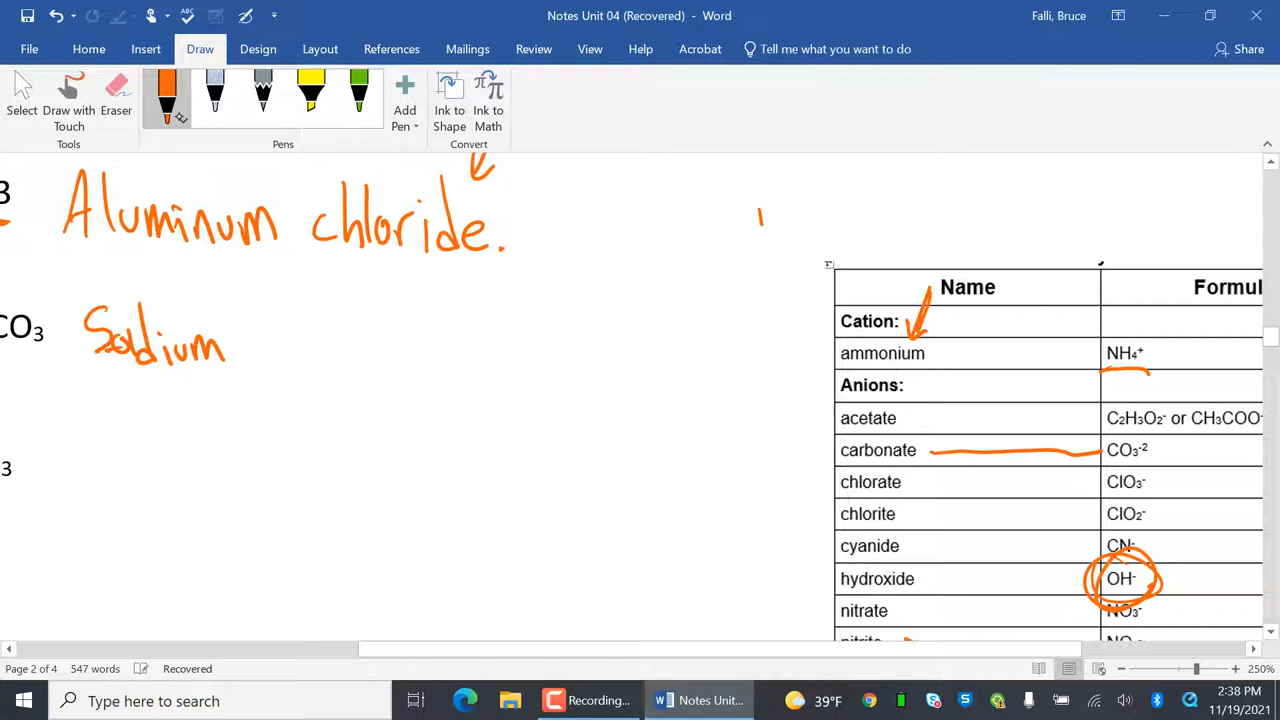 Notes Unit 04 (Recovered) - Word
Falli, Bruce
File Home Insert Draw Design Layout References Mailings Review View Help Acrobat Tell me what you want to do Share
Select
Draw with Touch
Eraser
Add Pen
Ink to Shape
Ink to Math
Tools
Pens
Convert
3 Aluminum chloride.
CO3 Sodium
3
Name Formul
Cation:
ammonium NH4+
Anions:
acetate C2H3O2- or CH3COO-
carbonate CO3-2
chlorate ClO3-
chlorite ClO2-
cyanide CN-
hydroxide OH-
nitrate NO3-
nitrite NO
Page 2 of 4 547 words Recovered 250%
Type here to search
Recording...
Notes Unit...
39°F
2:38 PM
11/19/2021